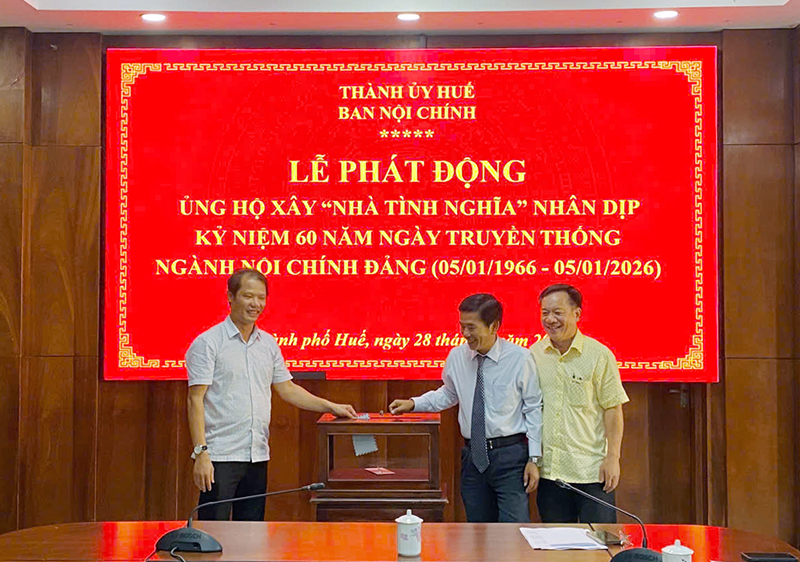 THÀNH ỦY HUẾ
BAN NỘI CHÍNH
*****
LỄ PHÁT ĐỘNG
ỦNG HỘ XÂY “NHÀ TÌNH NGHĨA” NHÂN DỊP
KỶ NIỆM 60 NĂM NGÀY TRUYỀN THỐNG
NGÀNH NỘI CHÍNH ĐẢNG (05/01/1966 - 05/01/2026)
phố Huế, ngày 28
BOSCH